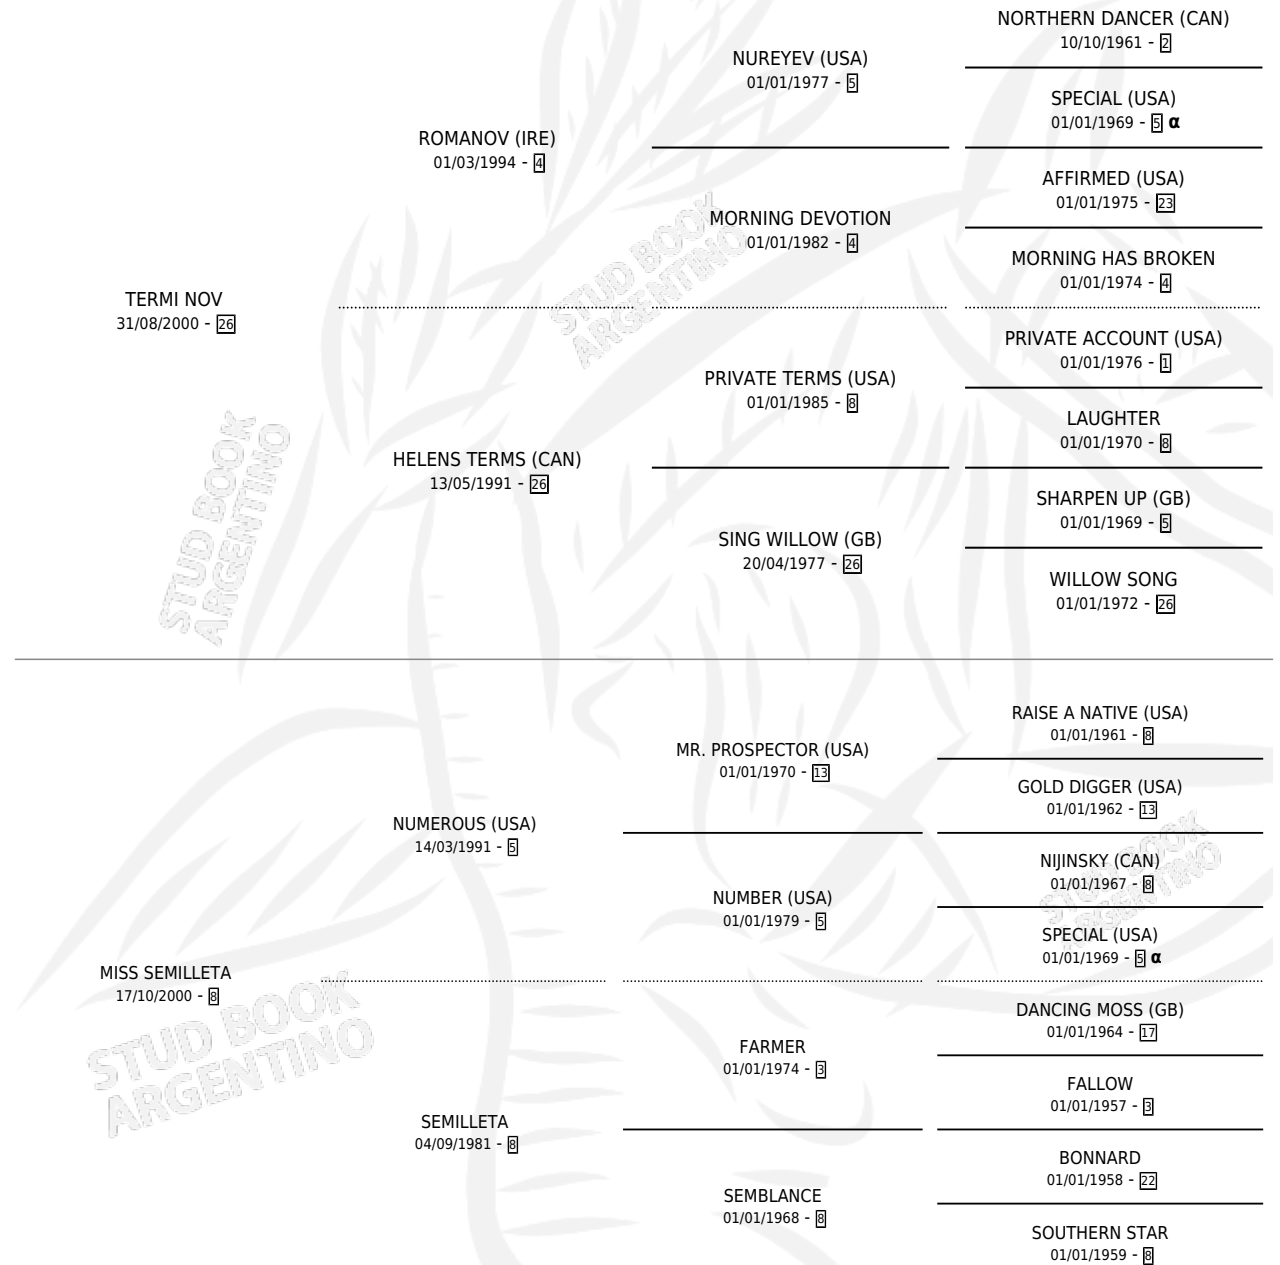 NORTHERN DANCER (CAN)
10/10/1961 - 2
NUREYEV (USA)
01/01/1977 - 5
SPECIAL (USA)
01/01/1969 - 5 α
ROMANOV (IRE)
01/03/1994 - 4
AFFIRMED (USA)
01/01/1975 - 23
MORNING DEVOTION
01/01/1982 - 4
MORNING HAS BROKEN
01/01/1974 - 4
TERMI NOV
31/08/2000 - 26
PRIVATE ACCOUNT (USA)
01/01/1976 - 1
PRIVATE TERMS (USA)
01/01/1985 - 8
LAUGHTER
01/01/1970 - 8
HELENS TERMS (CAN)
13/05/1991 - 26
SHARPEN UP (GB)
01/01/1969 - 5
SING WILLOW (GB)
20/04/1977 - 26
WILLOW SONG
01/01/1972 - 26
RAISE A NATIVE (USA)
01/01/1961 - 8
MR. PROSPECTOR (USA)
01/01/1970 - 13
GOLD DIGGER (USA)
01/01/1962 - 13
NUMEROUS (USA)
14/03/1991 - 5
NIJINSKY (CAN)
01/01/1967 - 8
NUMBER (USA)
01/01/1979 - 5
SPECIAL (USA)
01/01/1969 - 5 α
MISS SEMILLETA
17/10/2000 - 8
DANCING MOSS (GB)
01/01/1964 - 17
FARMER
01/01/1974 - 3
FALLOW
01/01/1957 - 3
SEMILLETA
04/09/1981 - 8
BONNARD
01/01/1958 - 22
SEMBLANCE
01/01/1968 - 8
SOUTHERN STAR
01/01/1959 - 8
STUD BOOK
ARGENTINO
STUD BOOK
ARGENTINO
STUD BOOK
ARGENTINO
STUD BOOK
ARGENTINO